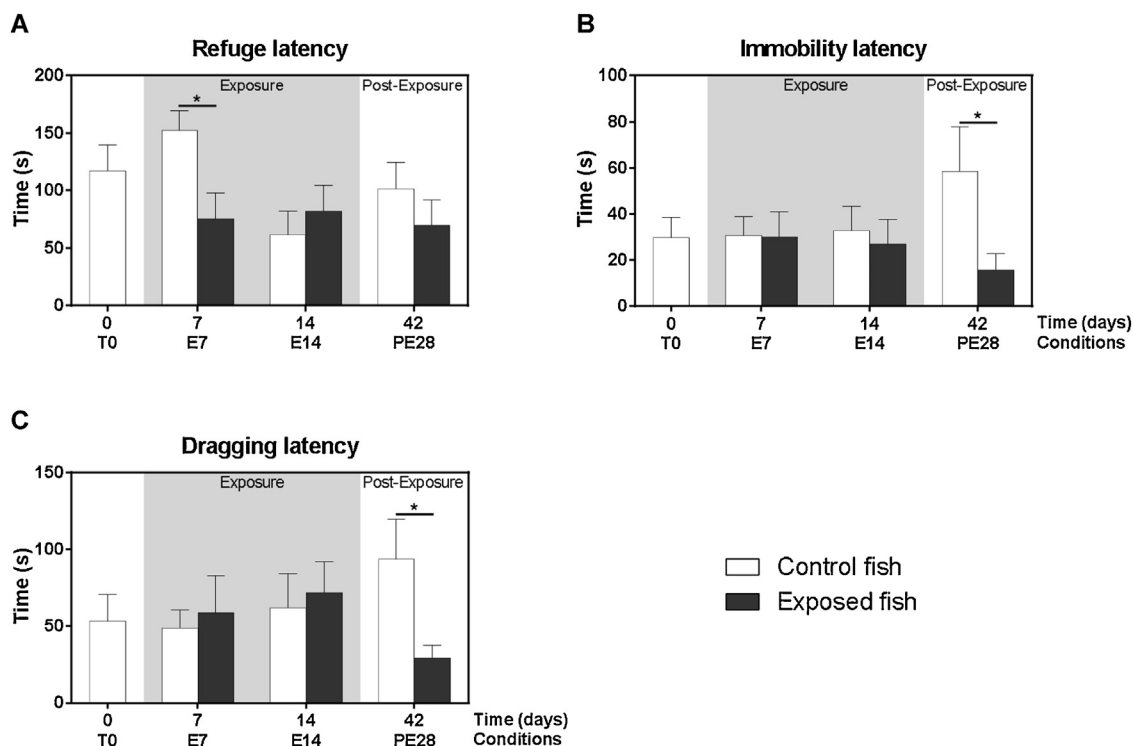 A
Refuge latency
Exposure
Post-Exposure
*
Time (s)
200
150
100
50
0
0 7 14 42
T0 E7 E14 PE28
B
Immobility latency
Exposure
Post-Exposure
*
Time (s)
100
80
60
40
20
0
0 7 14 42 Time (days)
T0 E7 E14 PE28 Conditions
C
Dragging latency
Exposure
Post-Exposure
*
Time (s)
150
100
50
0
0 7 14 42 Time (days)
T0 E7 E14 PE28 Conditions
Control fish
Exposed fish